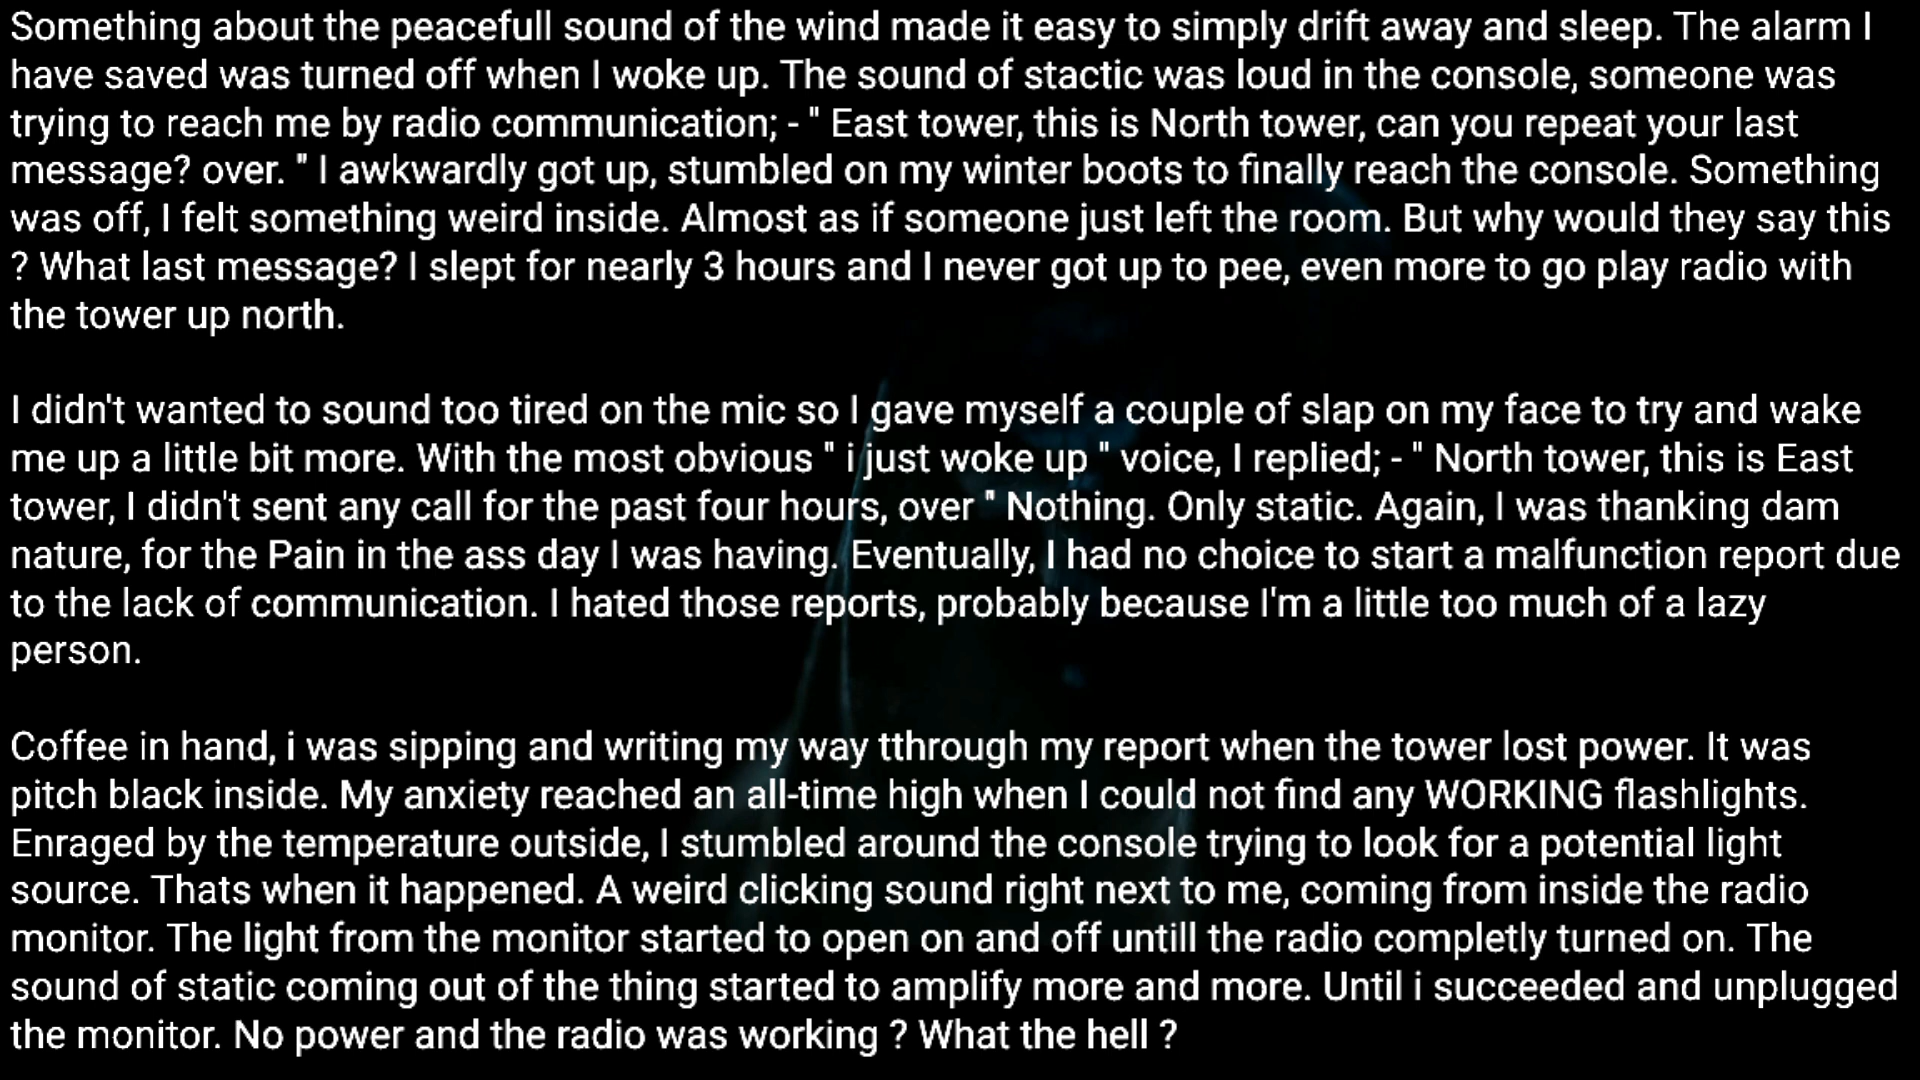 Something about the peacefull sound of the wind made it easy to simply drift away and sleep. The alarm I
have saved was turned off when I woke up. The sound of stactic was loud in the console, someone was
trying to reach me by radio communication; - " East tower, this is North tower, can you repeat your last
message? over. " I awkwardly got up, stumbled on my winter boots to finally reach the console. Something
was off, I felt something weird inside. Almost as if someone just left the room. But why would they say this
? What last message? I slept for nearly 3 hours and I never got up to pee, even more to go play radio with
the tower up north.

I didn't wanted to sound too tired on the mic so I gave myself a couple of slap on my face to try and wake
me up a little bit more. With the most obvious " i just woke up " voice, I replied; - " North tower, this is East
tower, I didn't sent any call for the past four hours, over " Nothing. Only static. Again, I was thanking dam
nature, for the Pain in the ass day I was having. Eventually, I had no choice to start a malfunction report due
to the lack of communication. I hated those reports, probably because I'm a little too much of a lazy
person.

Coffee in hand, i was sipping and writing my way tthrough my report when the tower lost power. It was
pitch black inside. My anxiety reached an all-time high when I could not find any WORKING flashlights.
Enraged by the temperature outside, I stumbled around the console trying to look for a potential light
source. Thats when it happened. A weird clicking sound right next to me, coming from inside the radio
monitor. The light from the monitor started to open on and off untill the radio completly turned on. The
sound of static coming out of the thing started to amplify more and more. Until i succeeded and unplugged
the monitor. No power and the radio was working ? What the hell ?